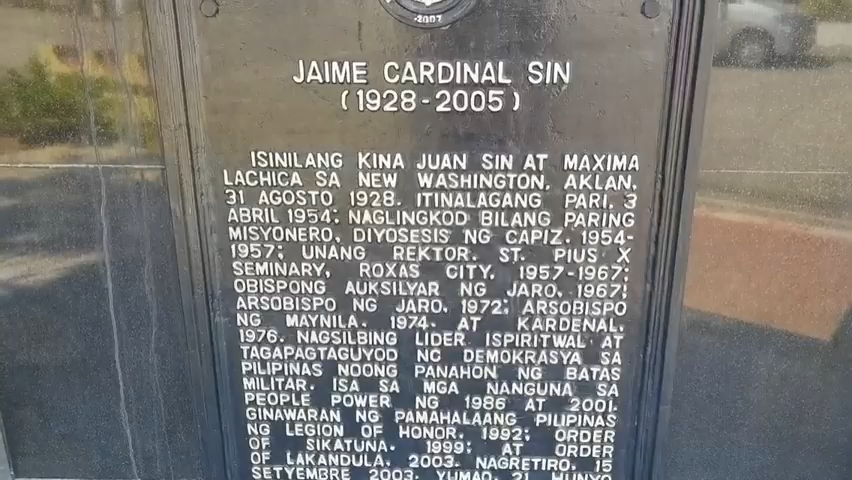 ·2007
JAIME CARDINAL SIN
(1928-2005)
ISINILANG KINA JUAN SIN AT MAXIMA
LACHICA SA NEW WASHINGTON, AKLAN,
31 AGOSTO 1928. ITINALAGANG PARI, 3
ABRIL 1954; NAGLINGKOD BILANG PARING
MISYONERO, DIYOSESIS NG CAPIZ, 1954-
1957; UNANG REKTOR, ST. PIUS X
SEMINARY, ROXAS CITY, 1957-1967;
OBISPONG AUKSILYAR NG JARO, 1967;
ARSOBISPO NG JARO, 1972; ARSOBISPO
NG MAYNILA, 1974, AT KARDENAL,
1976. NAGSILBING LIDER ISPIRITWAL AT
TAGAPAGTAGUYOD NG DEMOKRASYA SA
PILIPINAS NOONG PANAHON NG BATAS
MILITAR. ISA SA MGA NANGUNA SA
PEOPLE POWER NG 1986 AT 2001.
GINAWARAN NG PAMAHALAANG PILIPINAS
NG LEGION OF HONOR, 1992; ORDER
OF SIKATUNA, 1999; AT ORDER
OF LAKANDULA, 2003. NAGRETIRO, 15
SETYEMBRE 2003. YUMAO, 21 HUNYO